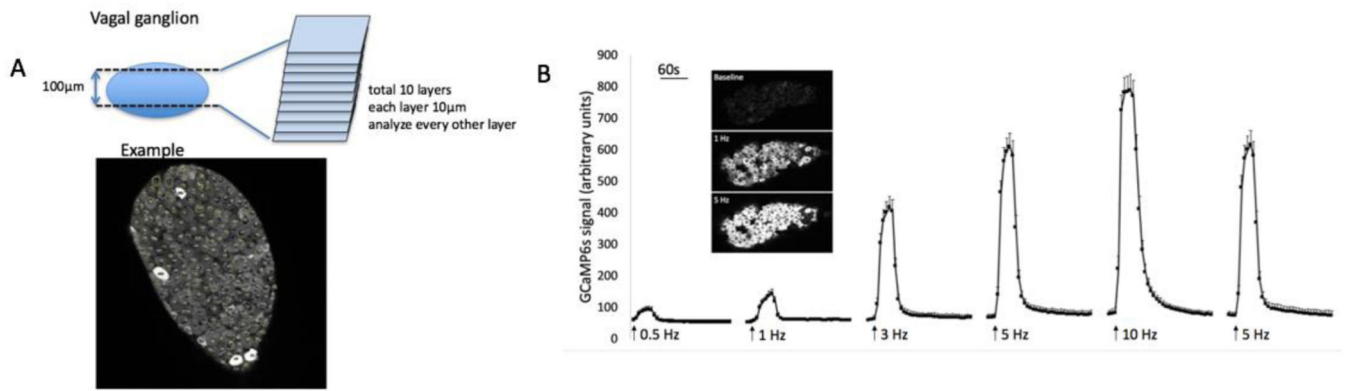 Vagal ganglion
A
100µm
total 10 layers
each layer 10µm
analyze every other layer
Example
B
GCaMP6s signal (arbitrary units)
900
800
700
600
500
400
300
200
100
0
60s
Baseline
1 Hz
5 Hz
↑ 0.5 Hz
↑ 1 Hz
↑ 3 Hz
↑ 5 Hz
↑ 10 Hz
↑ 5 Hz